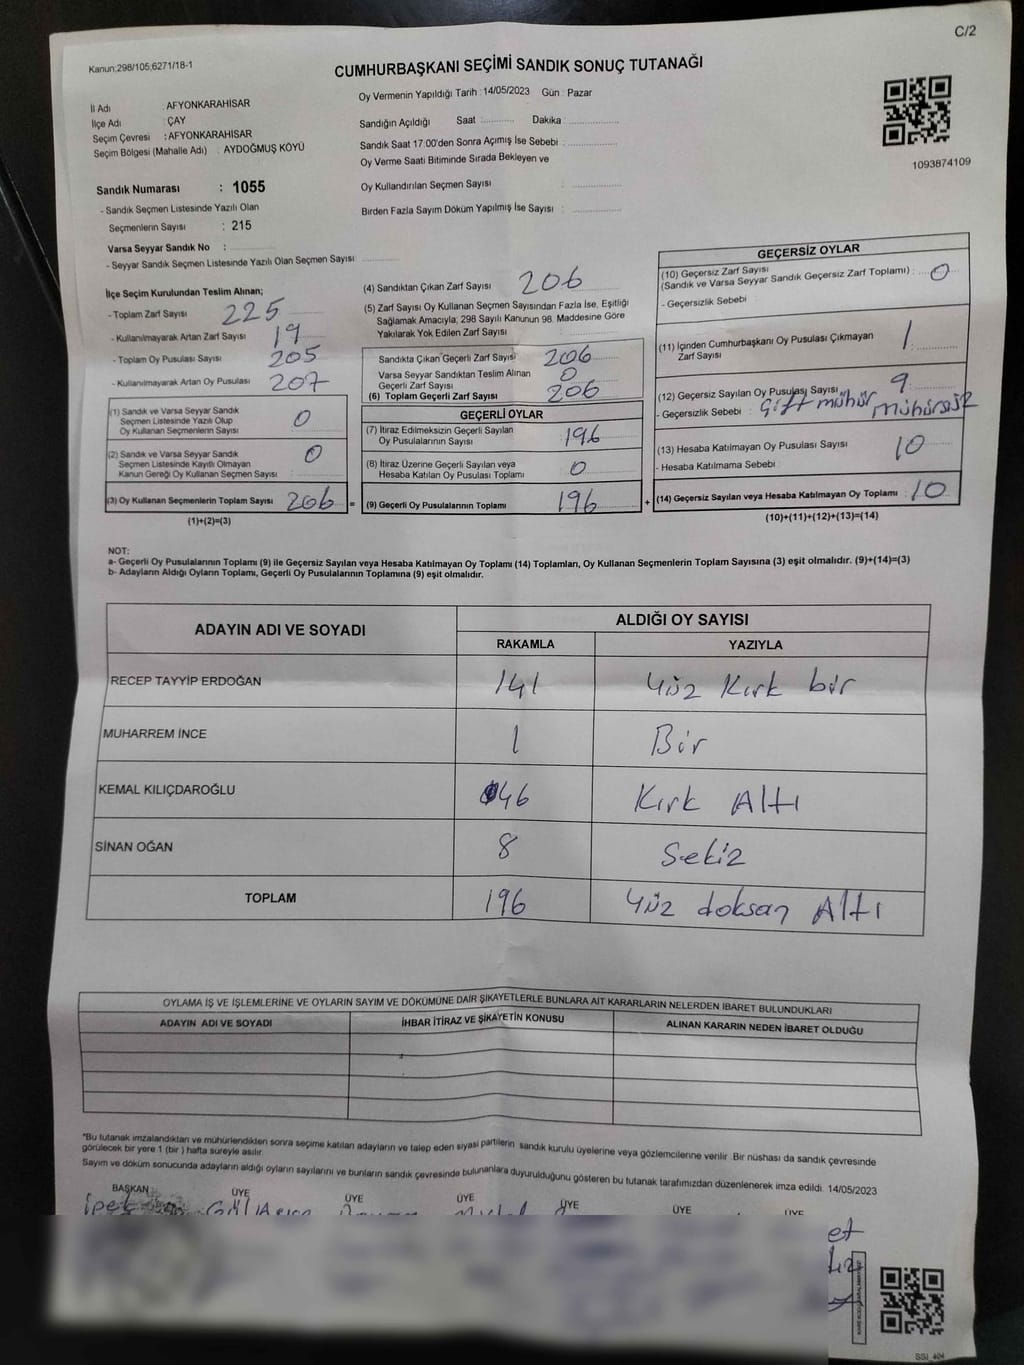 C/2
Kanun:298/105;6271/18-1
CUMHURBAŞKANI SEÇİMİ SANDIK SONUÇ TUTANAĞI
İl Adı : AFYONKARAHİSAR
İlçe Adı : ÇAY
Seçim Çevresi : AFYONKARAHİSAR
Seçim Bölgesi (Mahalle Adı) : AYDOĞMUŞ KÖYÜ
Sandık Numarası : 1055
- Sandık Seçmen Listesinde Yazılı Olan
Seçmenlerin Sayısı : 215
Varsa Seyyar Sandık No :
- Seyyar Sandık Seçmen Listesinde Yazılı Olan Seçmen Sayısı :
Oy Vermenin Yapıldığı Tarih : 14/05/2023 Gün : Pazar
Sandığın Açıldığı Saat : Dakika :
Sandık Saat 17:00'den Sonra Açımış İse Sebebi :
Oy Verme Saati Bitiminde Sırada Bekleyen ve
Oy Kullandırılan Seçmen Sayısı :
Birden Fazla Sayım Döküm Yapılmış İse Sayısı :
1093874109
İlçe Seçim Kurulundan Teslim Alınan;
- Toplam Zarf Sayısı : 225
- Kullanılmayarak Artan Zarf Sayısı : 19
- Toplam Oy Pusulası Sayısı : 205
- Kullanılmayarak Artan Oy Pusulası : 207
(1) Sandık ve Varsa Seyyar Sandık
Seçmen Listesinde Yazılı Olup
Oy Kullanan Seçmenlerin Sayısı : 0
(2) Sandık ve Varsa Seyyar Sandık
Seçmen Listesinde Kayıtlı Olmayan
Kanun Gereği Oy Kullanan Seçmen Sayısı : 0
(3) Oy Kullanan Seçmenlerin Toplam Sayısı : 206 =
(1)+(2)=(3)
(4) Sandıktan Çıkan Zarf Sayısı : 206
(5) Zarf Sayısı Oy Kullanan Seçmen Sayısından Fazla İse, Eşitliği
Sağlamak Amacıyla; 298 Sayılı Kanunun 98. Maddesine Göre
Yakılarak Yok Edilen Zarf Sayısı :
Sandıkta Çıkan Geçerli Zarf Sayısı : 206
Varsa Seyyar Sandıktan Teslim Alınan
Geçerli Zarf Sayısı : 0
(6) Toplam Geçerli Zarf Sayısı : 206
GEÇERLİ OYLAR
(7) İtiraz Edilmeksizin Geçerli Sayılan
Oy Pusulalarının Sayısı : 196
(8) İtiraz Üzerine Geçerli Sayılan veya
Hesaba Katılan Oy Pusulası Toplamı : 0
(9) Geçerli Oy Pusulalarının Toplamı : 196 +
GEÇERSİZ OYLAR
(10) Geçersiz Zarf Sayısı
(Sandık ve Varsa Seyyar Sandık Geçersiz Zarf Toplamı) : 0
- Geçersizlik Sebebi :
(11) İçinden Cumhurbaşkanı Oy Pusulası Çıkmayan
Zarf Sayısı : 1
(12) Geçersiz Sayılan Oy Pusulası Sayısı : 9
- Geçersizlik Sebebi : Çift mühür mühürsüz
(13) Hesaba Katılmayan Oy Pusulası Sayısı : 10
- Hesaba Katılmama Sebebi :
(14) Geçersiz Sayılan veya Hesaba Katılmayan Oy Toplamı : 10
(10)+(11)+(12)+(13)=(14)
NOT:
a- Geçerli Oy Pusulalarının Toplamı (9) ile Geçersiz Sayılan veya Hesaba Katılmayan Oy Toplamı (14) Toplamları, Oy Kullanan Seçmenlerin Toplam Sayısına (3) eşit olmalıdır. (9)+(14)=(3)
b- Adayların Aldığı Oyların Toplamı, Geçerli Oy Pusulalarının Toplamına (9) eşit olmalıdır.
ADAYIN ADI VE SOYADI ALDIĞI OY SAYISI
RAKAMLA YAZIYLA
RECEP TAYYİP ERDOĞAN 141 Yüz Kırk bir
MUHARREM İNCE 1 Bir
KEMAL KILIÇDAROĞLU 46 Kırk Altı
SİNAN OĞAN 8 Sekiz
TOPLAM 196 Yüz doksan Altı
OYLAMA İŞ VE İŞLEMLERİNE VE OYLARIN SAYIM VE DÖKÜMÜNE DAİR ŞİKAYETLERLE BUNLARA AİT KARARLARIN NELERDEN İBARET BULUNDUKLARI
ADAYIN ADI VE SOYADI İHBAR İTİRAZ VE ŞİKAYETİN KONUSU ALINAN KARARIN NEDEN İBARET OLDUĞU
*Bu tutanak imzalandıktan ve mühürlendikten sonra seçime katılan adayların ve talep eden siyasi partilerin sandık kurulu üyelerine veya gözlemcilerine verilir. Bir nüshası da sandık çevresinde
görülecek bir yere 1 (bir) hafta süreyle asılır.
Sayım ve döküm sonucunda adayların aldığı oyların sayılarını ve bunların sandık çevresinde bulunanlara duyurulduğunu gösteren bu tutanak tarafımızdan düzenlenerek imza edildi. 14/05/2023
BAŞKAN ÜYE ÜYE ÜYE ÜYE ÜYE ÜYE
İpek
et